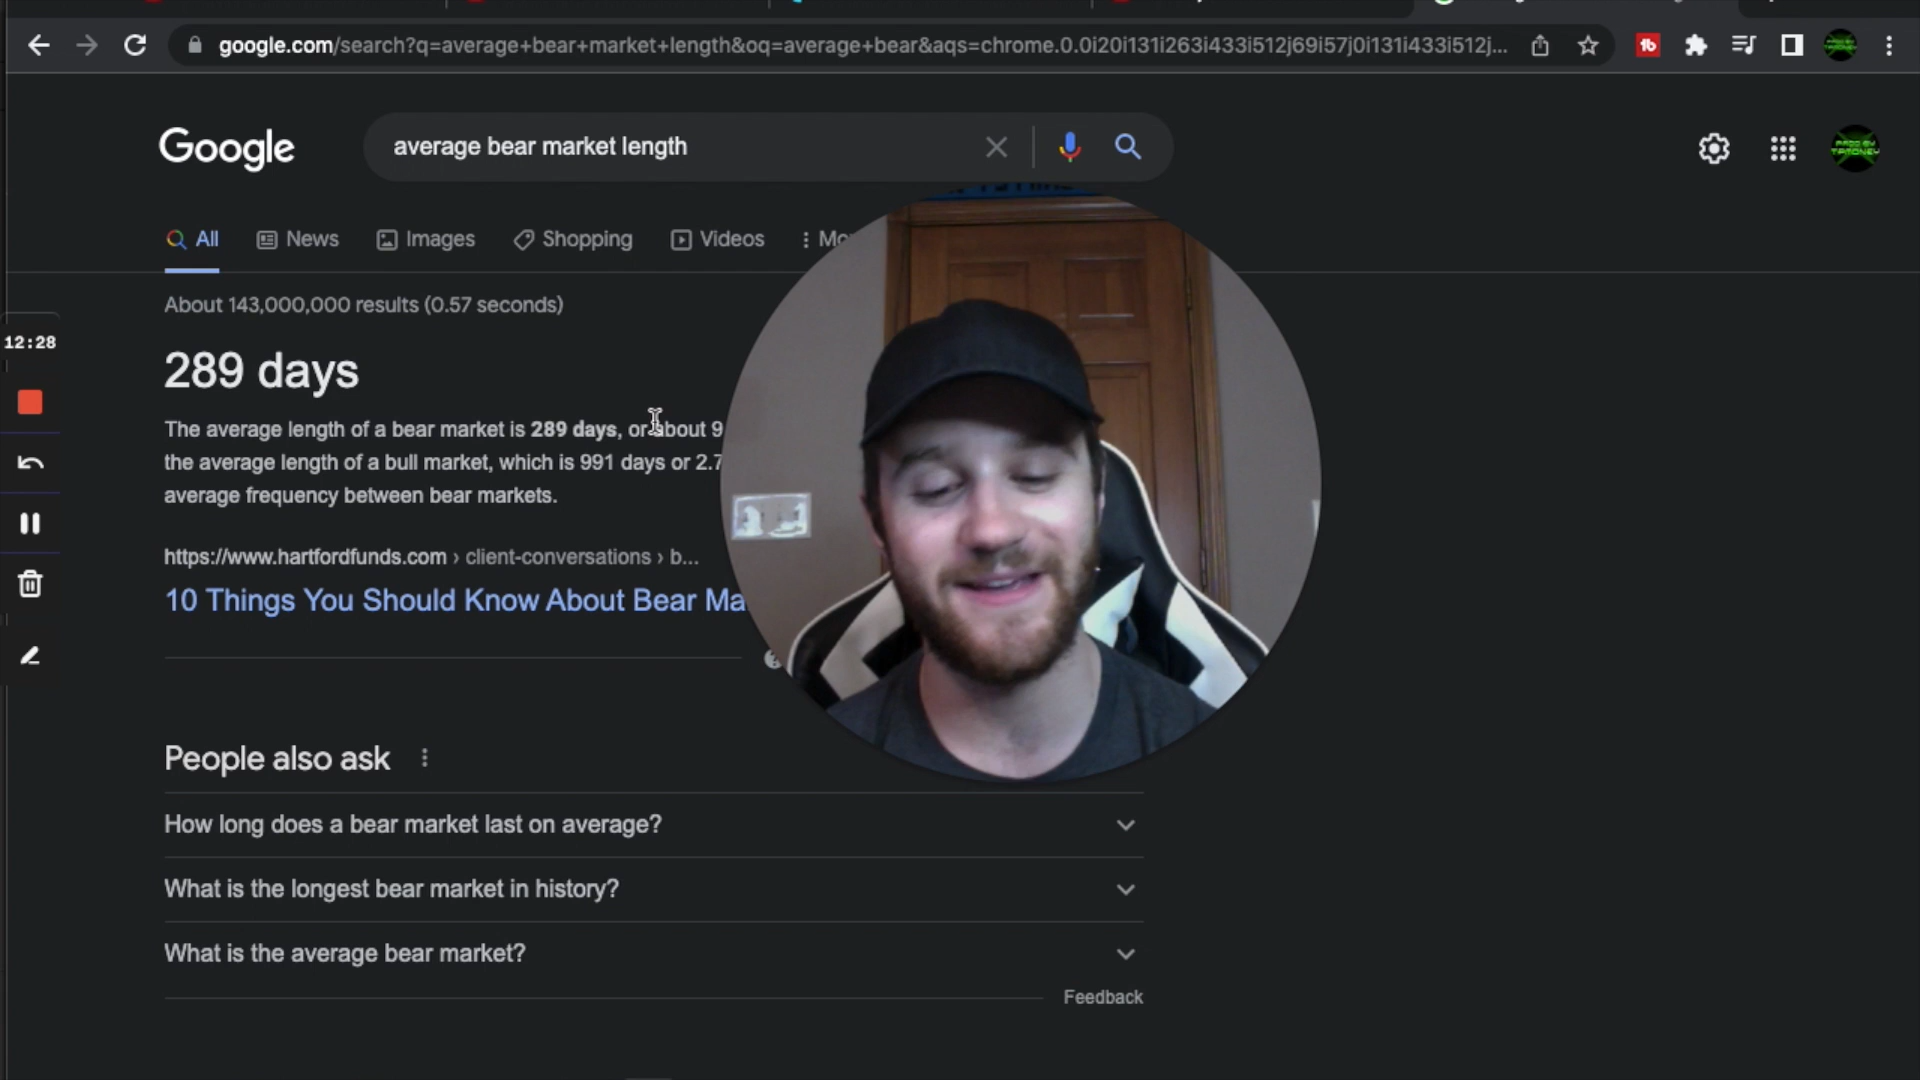 google.com/search?q=average+bear+market+length&oq=average+bear&aqs=chrome.0.0i20i131i263i433i512j69i57j0i131i433i512j...
Google
average bear market length
All
News
Images
Shopping
Videos
Mo
About 143,000,000 results (0.57 seconds)
12:28
289 days
The average length of a bear market is 289 days, or about 9
the average length of a bull market, which is 991 days or 2.7
average frequency between bear markets.
https://www.hartfordfunds.com › client-conversations › b...
10 Things You Should Know About Bear Ma
People also ask
How long does a bear market last on average?
What is the longest bear market in history?
What is the average bear market?
Feedback